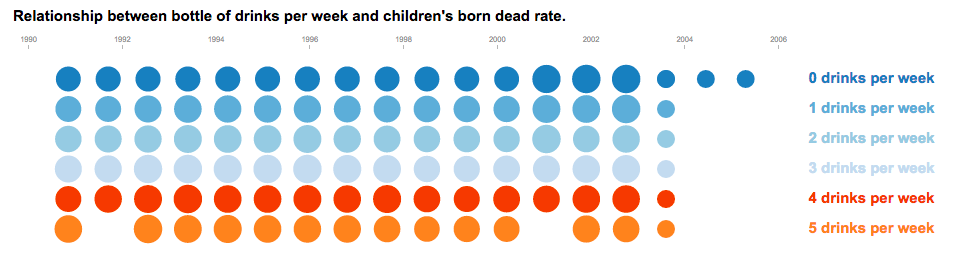 Relationship between bottle of drinks per week and children's born dead rate.
1990 1992 1994 1996 1998 2000 2002 2004 2006
0 drinks per week
1 drinks per week
2 drinks per week
3 drinks per week
4 drinks per week
5 drinks per week